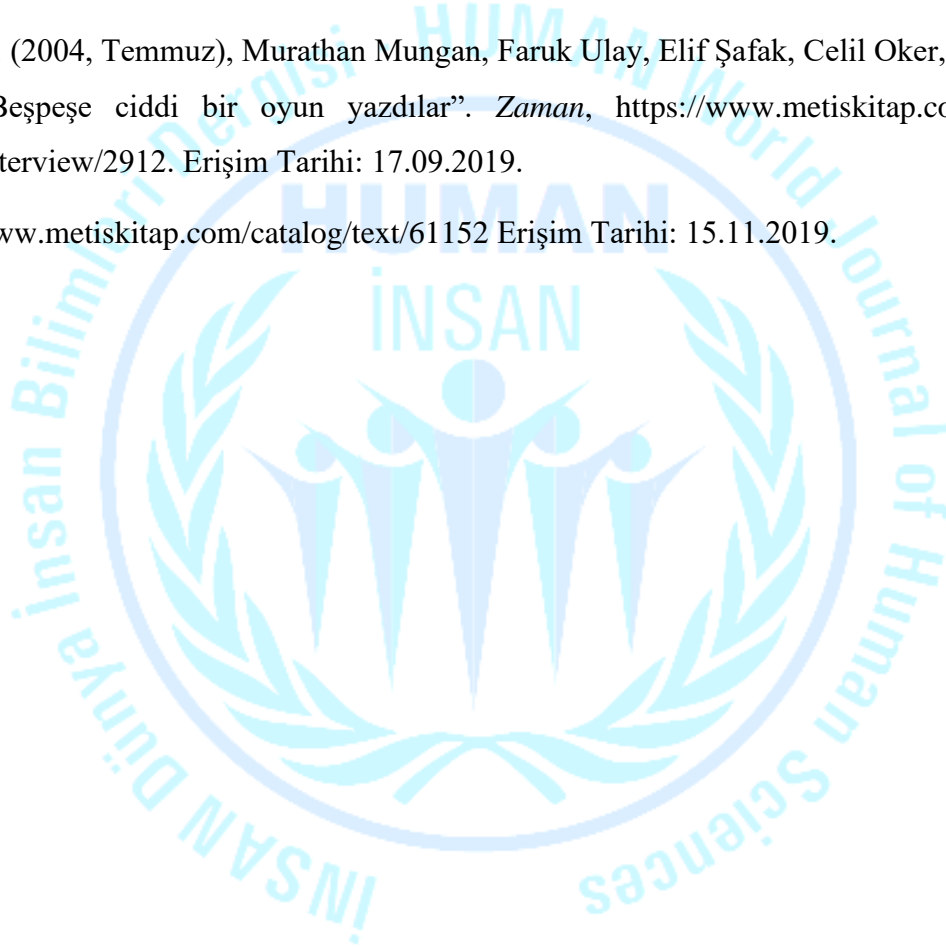 (2004, Temmuz), Murathan Mungan, Faruk Ulay, Elif Şafak, Celil Oker,
Beşpeşe ciddi bir oyun yazdılar”. Zaman, https://www.metiskitap.co
terview/2912. Erişim Tarihi: 17.09.2019.
ww.metiskitap.com/catalog/text/61152 Erişim Tarihi: 15.11.2019.
HUMAN
İNSAN
İNSAN Dünya İnsan Bilimleri Dergisi
HUMAN World Journal of Human Sciences